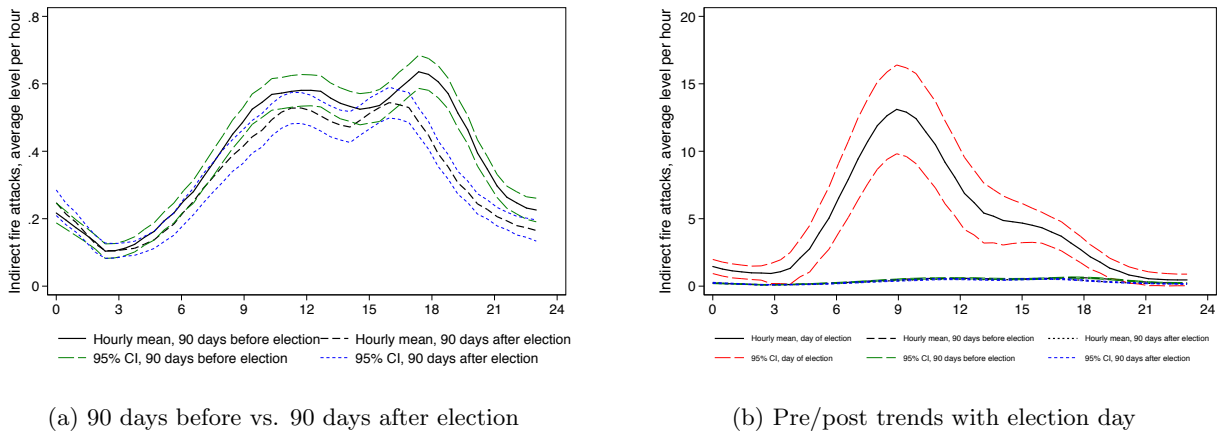 Indirect fire attacks, average level per hour
.8
.6
.4
.2
0
0 3 6 9 12 15 18 21 24
Hourly mean, 90 days before election
Hourly mean, 90 days after election
95% CI, 90 days before election
95% CI, 90 days after election
(a) 90 days before vs. 90 days after election
Indirect fire attacks, average level per hour
20
15
10
5
0
0 3 6 9 12 15 18 21 24
Hourly mean, day of election
Hourly mean, 90 days before election
Hourly mean, 90 days after election
95% CI, day of election
95% CI, 90 days before election
95% CI, 90 days after election
(b) Pre/post trends with election day